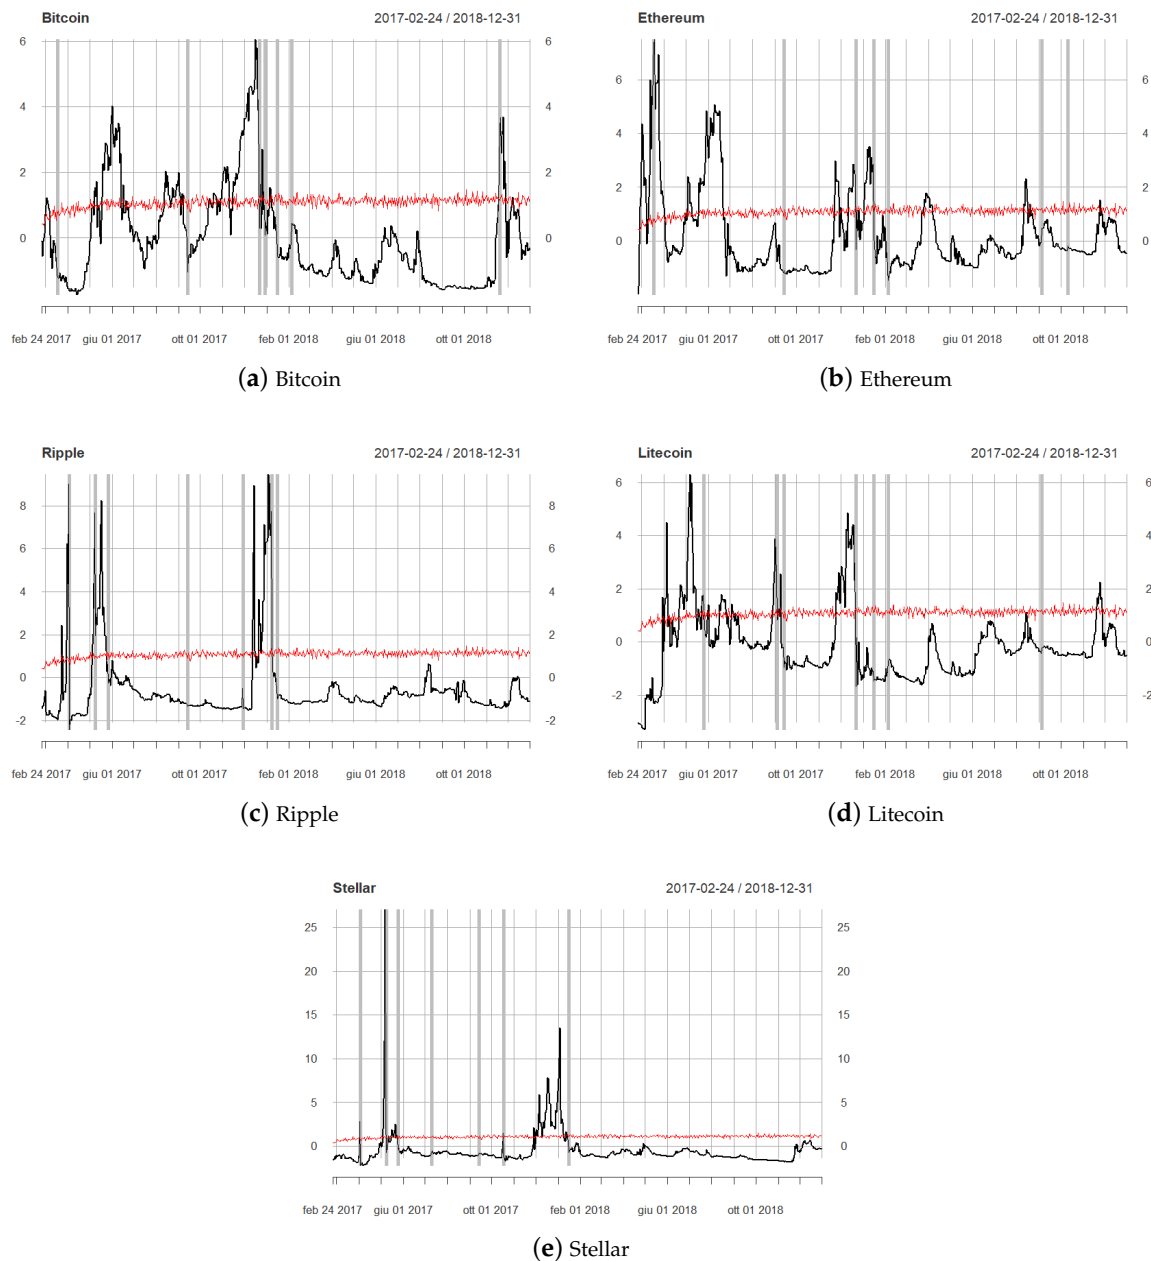 Bitcoin 2017-02-24 / 2018-12-31
6 6
4 4
2 2
0 0
feb 24 2017 giu 01 2017 ott 01 2017 feb 01 2018 giu 01 2018 ott 01 2018
(a) Bitcoin
Ethereum 2017-02-24 / 2018-12-31
6 6
4 4
2 2
0 0
feb 24 2017 giu 01 2017 ott 01 2017 feb 01 2018 giu 01 2018 ott 01 2018
(b) Ethereum
Ripple 2017-02-24 / 2018-12-31
8 8
6 6
4 4
2 2
0 0
-2 -2
feb 24 2017 giu 01 2017 ott 01 2017 feb 01 2018 giu 01 2018 ott 01 2018
(c) Ripple
Litecoin 2017-02-24 / 2018-12-31
6 6
4 4
2 2
0 0
-2 -2
feb 24 2017 giu 01 2017 ott 01 2017 feb 01 2018 giu 01 2018 ott 01 2018
(d) Litecoin
Stellar 2017-02-24 / 2018-12-31
25 25
20 20
15 15
10 10
5 5
0 0
feb 24 2017 giu 01 2017 ott 01 2017 feb 01 2018 giu 01 2018 ott 01 2018
(e) Stellar